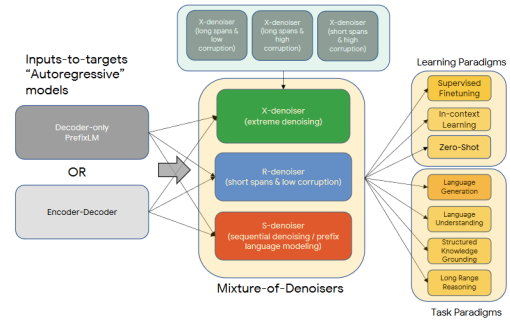 X-denoiser
(long spans &
low
corruption)
X-denoiser
(long spans &
high
corruption)
X-denoiser
(short spans
& high
corruption)
Inputs-to-targets
“Autoregressive”
models
Decoder-only
PrefixLM
OR
Encoder-Decoder
X-denoiser
(extreme denoising)
R-denoiser
(short spans & low corruption)
S-denoiser
(sequential denoising / prefix
language modeling)
Mixture-of-Denoisers
Learning Paradigms
Supervised
Finetuning
In-context
Learning
Zero-Shot
Language
Generation
Language
Understanding
Structured
Knowledge
Grounding
Long Range
Reasoning
Task Paradigms